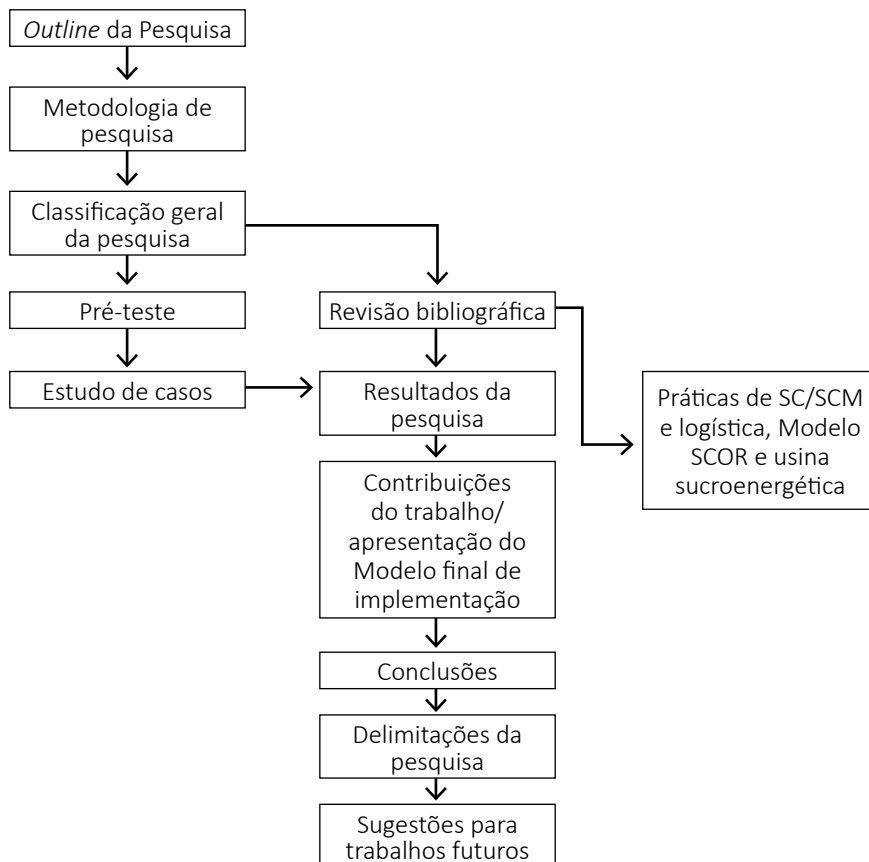 Outline da Pesquisa
Metodologia de
pesquisa
Classificação geral
da pesquisa
Pré-teste
Estudo de casos
Revisão bibliográfica
Resultados da
pesquisa
Práticas de SC/SCM
e logística, Modelo
SCOR e usina
sucroenergética
Contribuições
do trabalho/
apresentação do
Modelo final de
implementação
Conclusões
Delimitações da
pesquisa
Sugestões para
trabalhos futuros